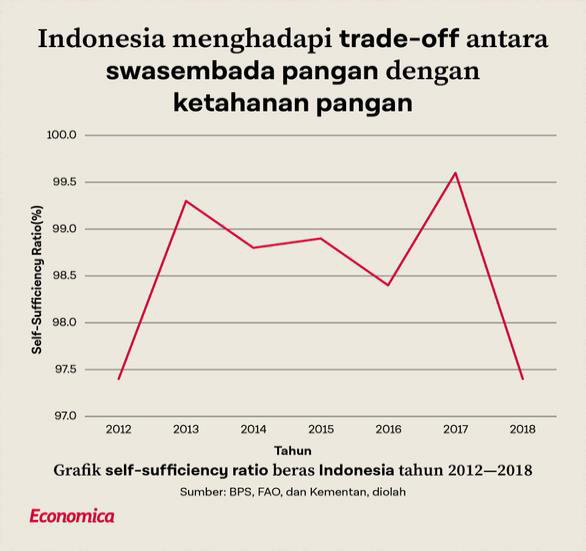 Indonesia menghadapi trade-off antara
swasembada pangan dengan
ketahanan pangan
100.0
99.5
99.0
98.5
98.0
97.5
97.0
Self-Sufficiency Ratio(%)
2012 2013 2014 2015 2016 2017 2018
Tahun
Grafik self-sufficiency ratio beras Indonesia tahun 2012—2018
Sumber: BPS, FAO, dan Kementan, diolah
Economica